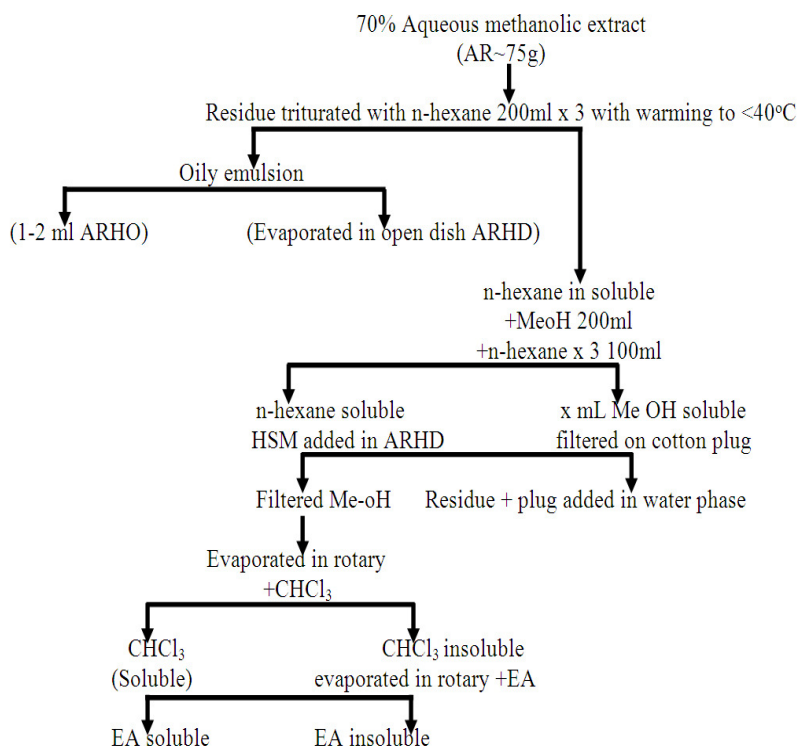 70% Aqueous methanolic extract
(AR~75g)
Residue triturated with n-hexane 200ml x 3 with warming to <40°C
Oily emulsion
(1-2 ml ARHO)
(Evaporated in open dish ARHD)
n-hexane in soluble
+MeoH 200ml
+n-hexane x 3 100ml
n-hexane soluble
HSM added in ARHD
x mL Me OH soluble
filtered on cotton plug
Filtered Me-oH
Residue + plug added in water phase
Evaporated in rotary
+CHCl₃
CHCl₃
(Soluble)
CHCl₃ insoluble
evaporated in rotary +EA
EA soluble
EA insoluble